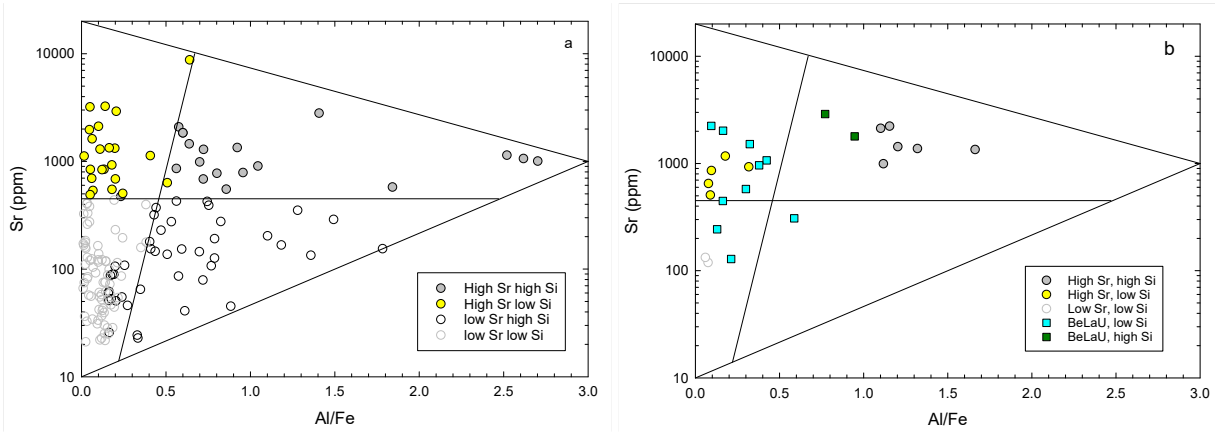 a
10000
1000
100
10
Sr (ppm)
0.0 0.5 1.0 1.5 2.0 2.5 3.0
Al/Fe
High Sr high Si
High Sr low Si
low Sr high Si
low Sr low Si
b
10000
1000
100
10
Sr (ppm)
0.0 0.5 1.0 1.5 2.0 2.5 3.0
Al/Fe
High Sr, high Si
High Sr, low Si
Low Sr, low Si
BeLaU, low Si
BeLaU, high Si